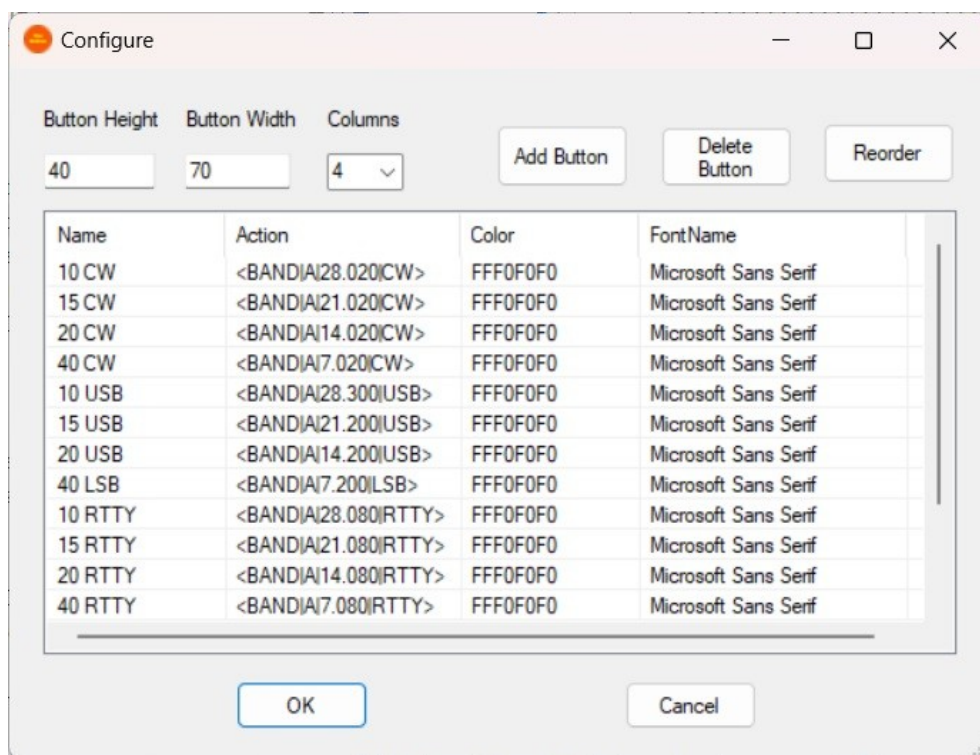 Configure
Button Height Button Width Columns
40 70 4 Add Button Delete Button Reorder
Name Action Color FontName
10 CW <BAND|A|28.020|CW> FFF0F0F0 Microsoft Sans Serif
15 CW <BAND|A|21.020|CW> FFF0F0F0 Microsoft Sans Serif
20 CW <BAND|A|14.020|CW> FFF0F0F0 Microsoft Sans Serif
40 CW <BAND|A|7.020|CW> FFF0F0F0 Microsoft Sans Serif
10 USB <BAND|A|28.300|USB> FFF0F0F0 Microsoft Sans Serif
15 USB <BAND|A|21.200|USB> FFF0F0F0 Microsoft Sans Serif
20 USB <BAND|A|14.200|USB> FFF0F0F0 Microsoft Sans Serif
40 LSB <BAND|A|7.200|LSB> FFF0F0F0 Microsoft Sans Serif
10 RTTY <BAND|A|28.080|RTTY> FFF0F0F0 Microsoft Sans Serif
15 RTTY <BAND|A|21.080|RTTY> FFF0F0F0 Microsoft Sans Serif
20 RTTY <BAND|A|14.080|RTTY> FFF0F0F0 Microsoft Sans Serif
40 RTTY <BAND|A|7.080|RTTY> FFF0F0F0 Microsoft Sans Serif
OK Cancel